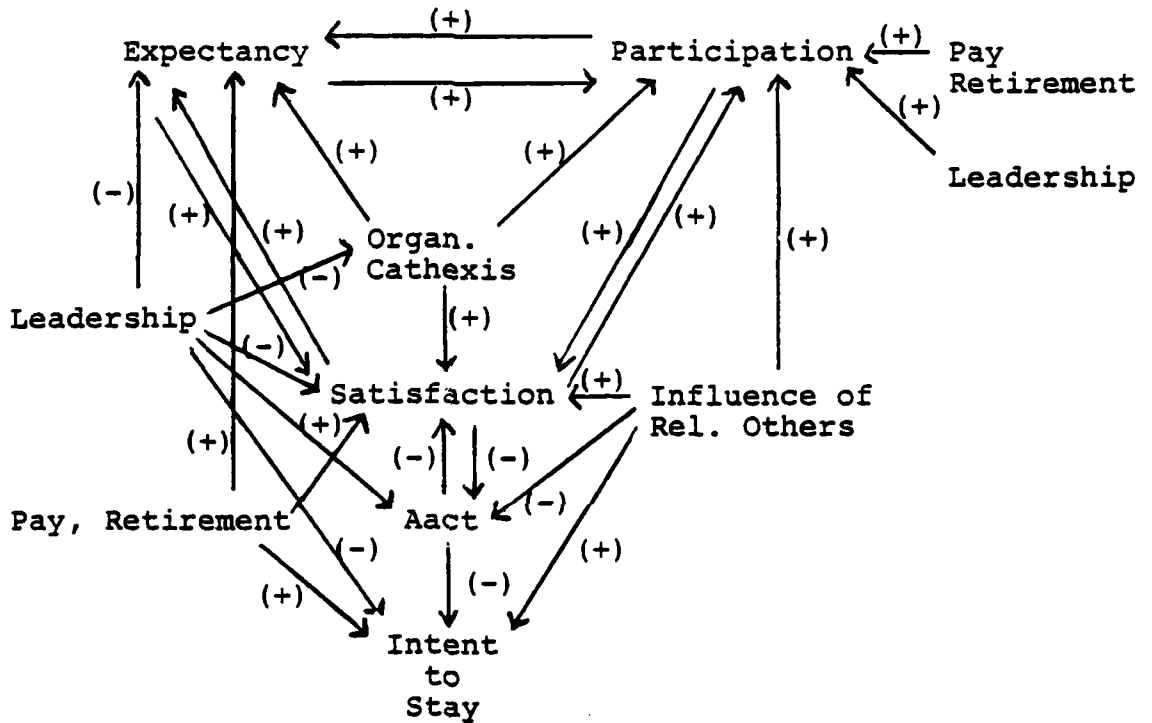 (+)
Expectancy
Participation
(+)
Pay
Retirement
(+)
(+)
Leadership
(+)
(+)
(-)
(+)
(+)
(+)
(+)
(+)
Organ.
Cathexis
(-)
Leadership
(+)
(-)
Satisfaction
(+)
Influence of
Rel. Others
(+)
(+)
(-)
(-)
(-)
Pay, Retirement
Aact
(-)
(+)
(+)
(-)
Intent
to
Stay